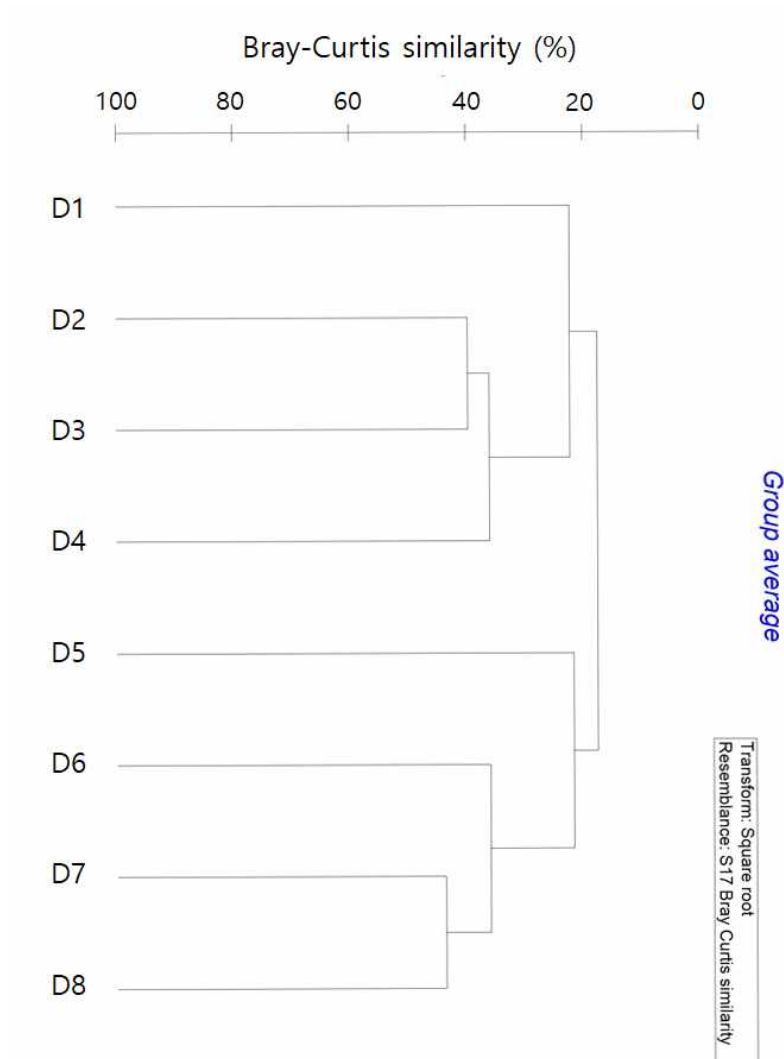 Bray-Curtis similarity (%)
100 80 60 40 20 0
D1
D2
D3
D4
D5
D6
D7
D8
Group average
Transform: Square root
Resemblance: S17 Bray Curtis similarity